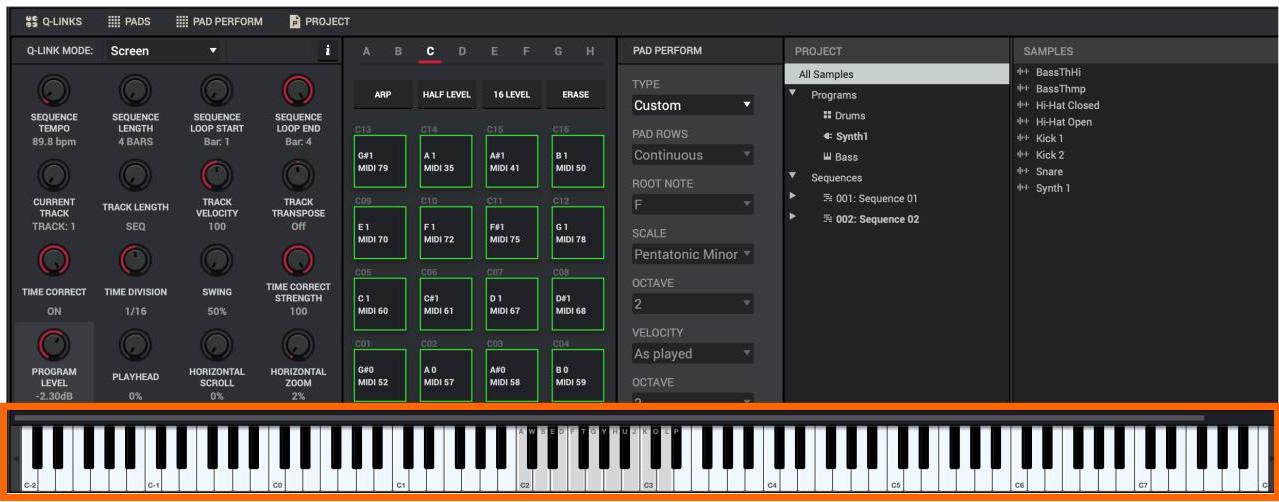 Q-LINKS PADS PAD PERFORM PROJECT
Q-LINK MODE: Screen i
SEQUENCE TEMPO
89.8 bpm
SEQUENCE LENGTH
4 BARS
SEQUENCE LOOP START
Bar: 1
SEQUENCE LOOP END
Bar: 4
CURRENT TRACK
TRACK: 1
TRACK LENGTH
SEQ
TRACK VELOCITY
100
TRACK TRANSPOSE
Off
TIME CORRECT
ON
TIME DIVISION
1/16
SWING
50%
TIME CORRECT STRENGTH
100
PROGRAM LEVEL
-2.30dB
PLAYHEAD
0%
HORIZONTAL SCROLL
0%
HORIZONTAL ZOOM
2%
A B C D E F G H
ARP HALF LEVEL 16 LEVEL ERASE
C13 C14 C15 C16
G#1 A 1 A#1 B 1
MIDI 79 MIDI 35 MIDI 41 MIDI 50
C09 C10 C11 C12
E 1 F 1 F#1 G 1
MIDI 70 MIDI 72 MIDI 75 MIDI 78
C05 C06 C07 C08
C 1 C#1 D 1 D#1
MIDI 60 MIDI 61 MIDI 67 MIDI 68
C01 C02 C03 C04
G#0 A 0 A#0 B 0
MIDI 52 MIDI 57 MIDI 58 MIDI 59
PAD PERFORM
TYPE
Custom
PAD ROWS
Continuous
ROOT NOTE
F
SCALE
Pentatonic Minor
OCTAVE
2
VELOCITY
As played
OCTAVE
PROJECT
All Samples
Programs
Drums
Synth1
Bass
Sequences
001: Sequence 01
002: Sequence 02
SAMPLES
BassThHi
BassThmp
Hi-Hat Closed
Hi-Hat Open
Kick 1
Kick 2
Snare
Synth 1
A W S E D F T G Y H U J K O L P
C-2 C-1 C0 C1 C2 C3 C4 C5 C6 C7